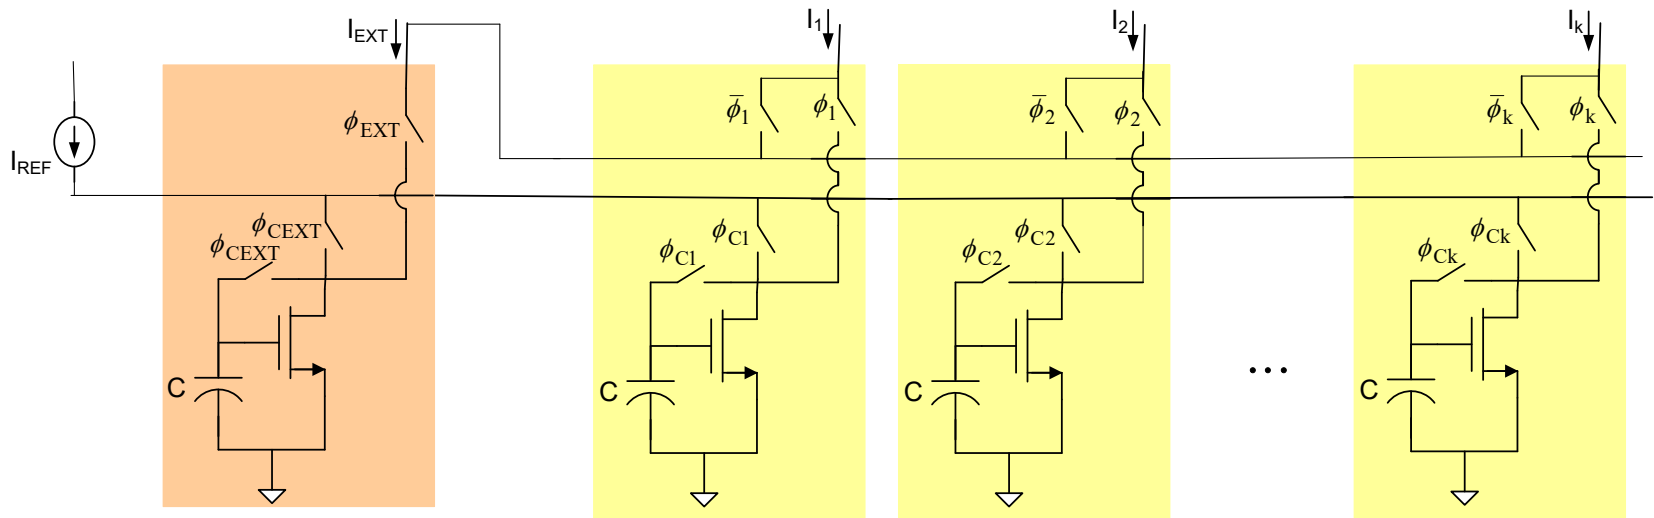 I_EXT I_1 I_2 I_k
ϕ_EXT ϕ̅_1 ϕ_1 ϕ̅_2 ϕ_2 ϕ̅_k ϕ_k
I_REF
ϕ_CEXT ϕ_C1 ϕ_C2 ϕ_Ck
ϕ_CEXT ϕ_C1 ϕ_C2 ϕ_Ck
...
C C C C